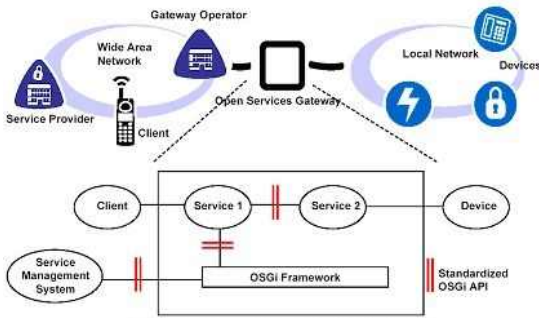 Gateway Operator
Wide Area
Network
Local Network
Devices
Open Services Gateway
Service Provider
Client
Client
Service 1
Service 2
Device
Service
Management
System
OSGi Framework
Standardized
OSGi API